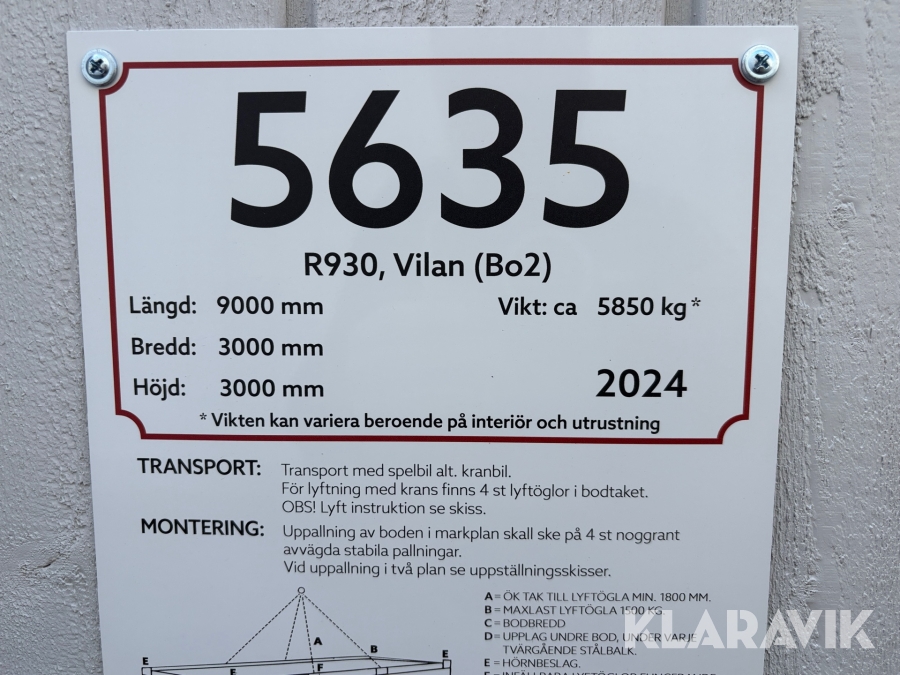 5635
R930, Vilan (Bo2)
Längd: 9000 mm Vikt: ca 5850 kg*
Bredd: 3000 mm
Höjd: 3000 mm 2024
* Vikten kan variera beroende på interiör och utrustning
TRANSPORT: Transport med spelbil alt. kranbil.
För lyftning med krans finns 4 st lyftöglor i bodtaket.
OBS! Lyft instruktion se skiss.
MONTERING: Uppallning av boden i markplan skall ske på 4 st noggrant
avvägda stabila pallningar.
Vid uppallning i två plan se uppställningsskisser.
A = ÖK TAK TILL LYFTÖGLA MIN. 1800 MM.
B = MAXLAST LYFTÖGLA 1500 KG
C = BODBREDD
D = UPPLAG UNDRE BOD, UNDER VARJE
TVÄRGÅENDE STÅLBALK.
E = HÖRNBESLAG.
A
B
E
E
F
E
KLARAVIK